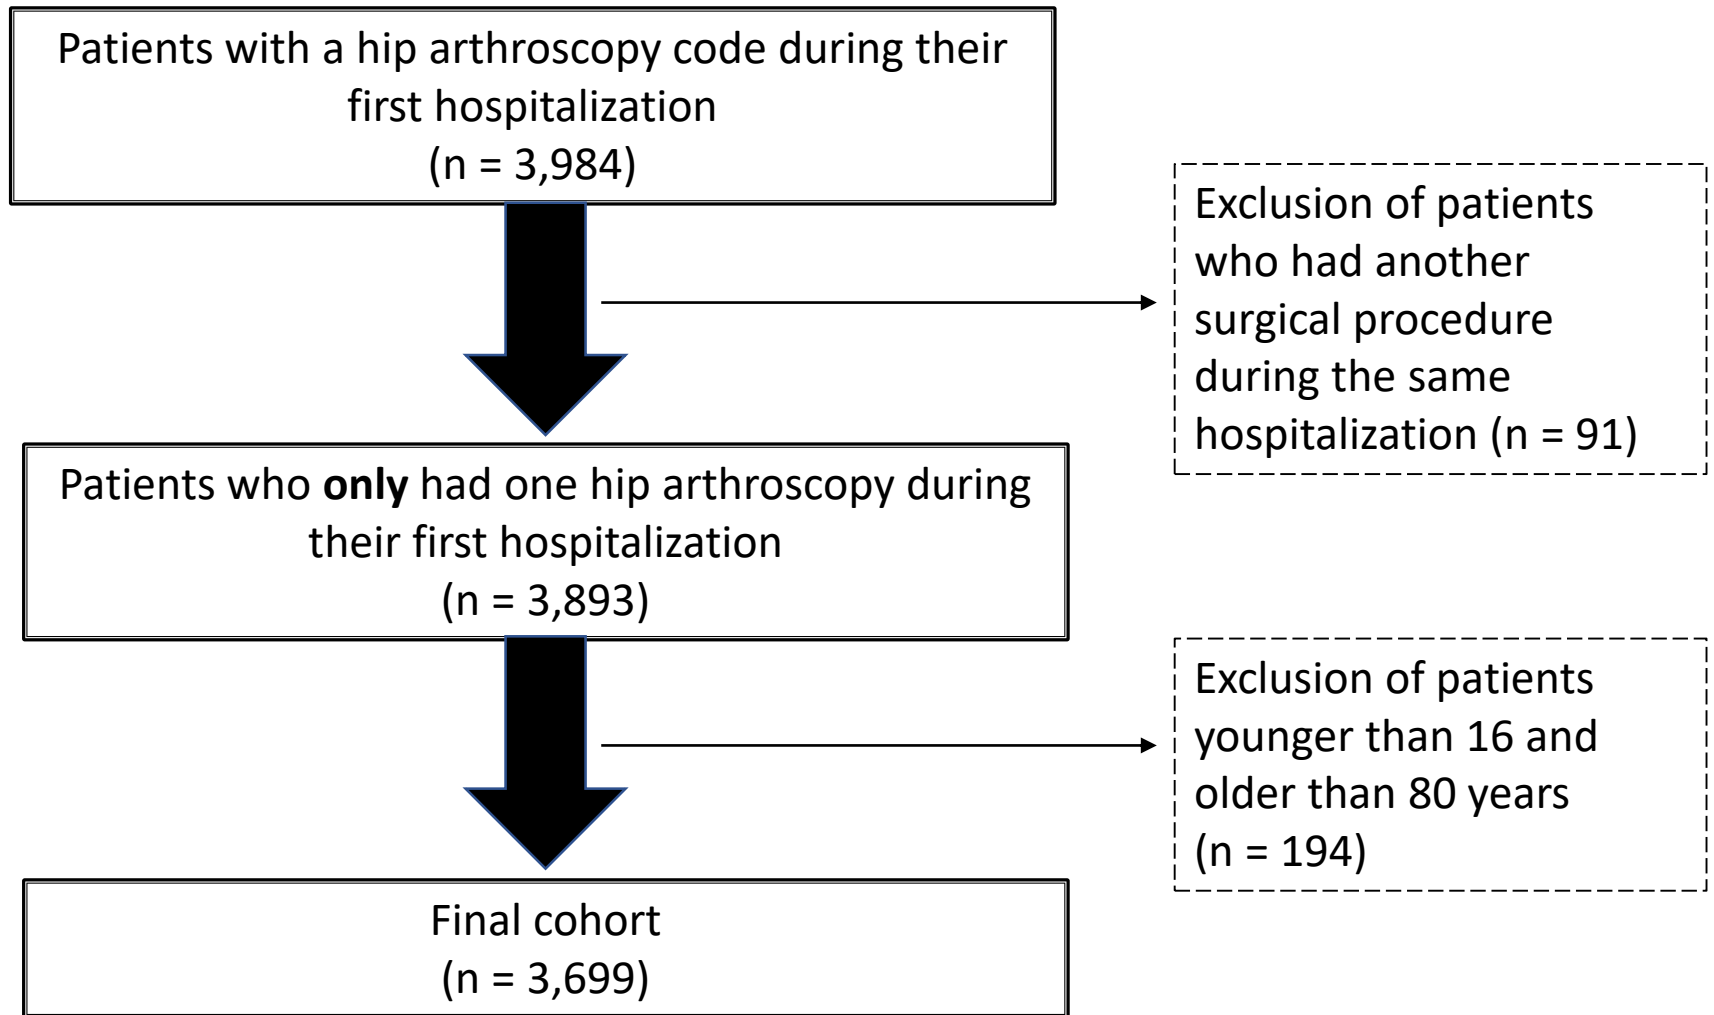 Patients with a hip arthroscopy code during their
first hospitalization
(n = 3,984)
Exclusion of patients
who had another
surgical procedure
during the same
hospitalization (n = 91)
Patients who only had one hip arthroscopy during
their first hospitalization
(n = 3,893)
Exclusion of patients
younger than 16 and
older than 80 years
(n = 194)
Final cohort
(n = 3,699)